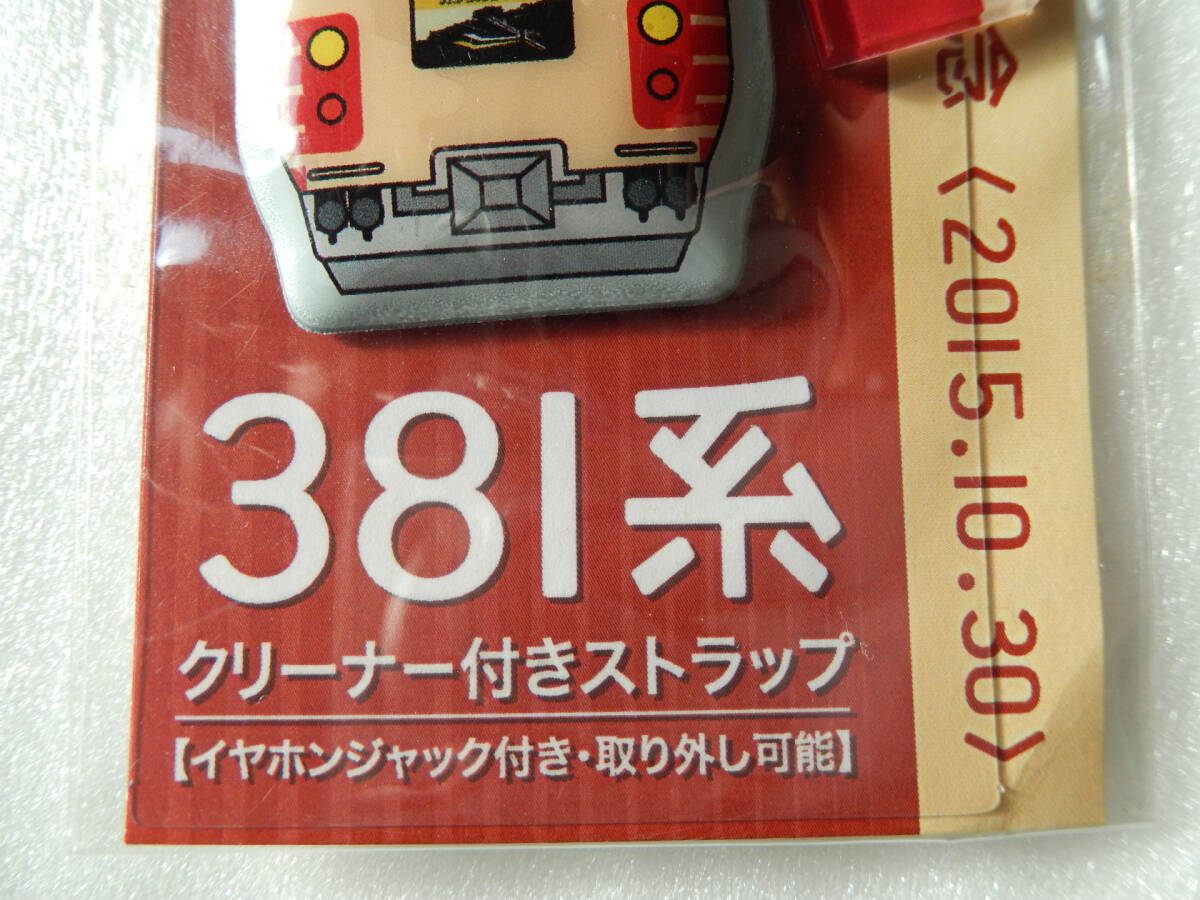 381系
クリーナー付きストラップ
【イヤホンジャック付き・取り外し可能】
〈2015.10.30〉